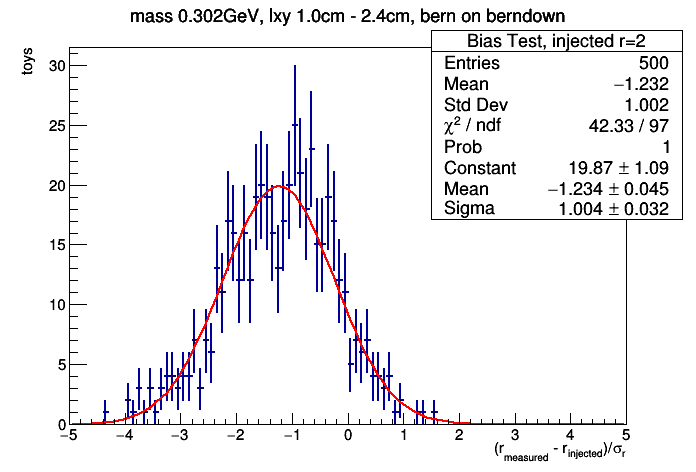 mass 0.302GeV, lxy 1.0cm - 2.4cm, bern on berndown
toys
Bias Test, injected r=2
Entries 500
Mean −1.232
Std Dev 1.002
χ² / ndf 42.33 / 97
Prob 1
Constant 19.87 ± 1.09
Mean −1.234 ± 0.045
Sigma 1.004 ± 0.032
30
25
20
15
10
5
0
−5 −4 −3 −2 −1 0 1 2 3 4 5
(r_measured - r_injected)/σ_r